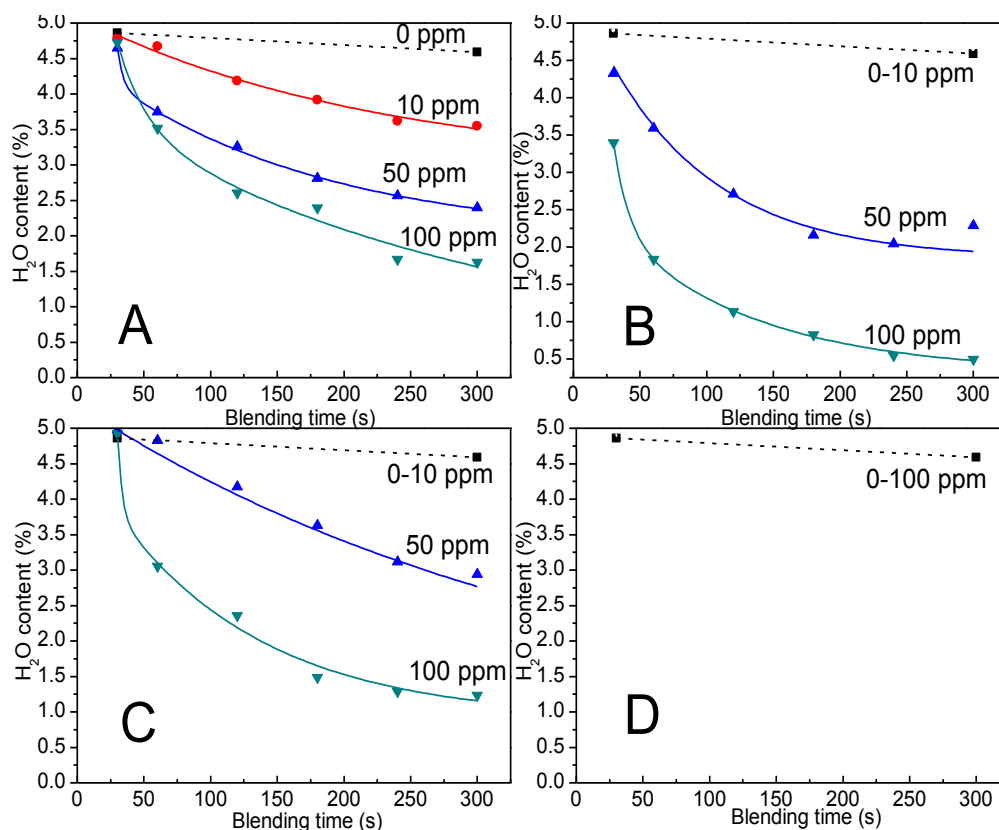 5.0
4.5
4.0
3.5
3.0
2.5
2.0
1.5
1.0
0.5
0.0
H2O content (%)
0 ppm
10 ppm
50 ppm
100 ppm
A
0 50 100 150 200 250 300
Blending time (s)
5.0
4.5
4.0
3.5
3.0
2.5
2.0
1.5
1.0
0.5
H2O content (%)
0-10 ppm
50 ppm
100 ppm
B
0 50 100 150 200 250 300
Blending time (s)
5.0
4.5
4.0
3.5
3.0
2.5
2.0
1.5
1.0
0.5
0.0
H2O content (%)
0-10 ppm
50 ppm
100 ppm
C
0 50 100 150 200 250 300
Blending time (s)
5.0
4.5
4.0
3.5
3.0
2.5
2.0
1.5
1.0
0.5
0.0
H2O content (%)
0-100 ppm
D
0 50 100 150 200 250 300
Blending time (s)